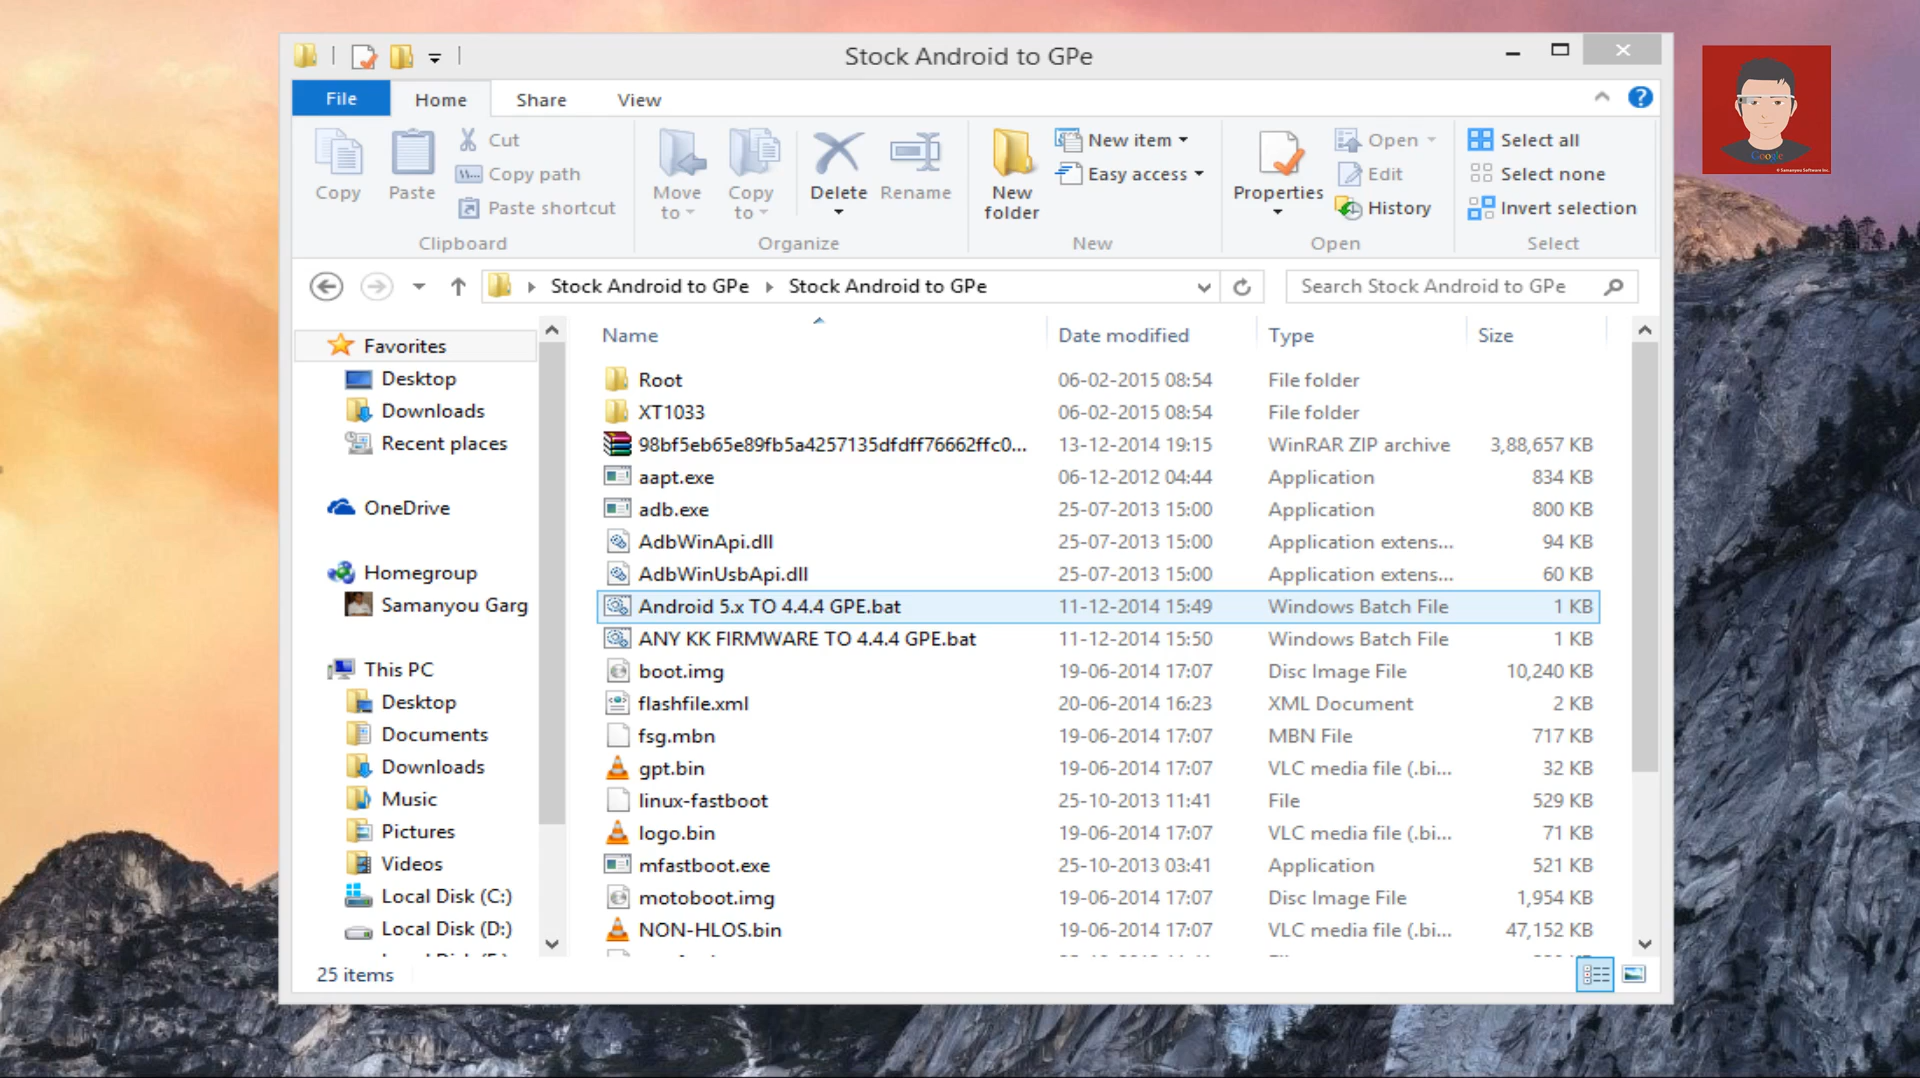 Stock Android to GPe
File Home Share View
Copy
Paste
Cut
Copy path
Paste shortcut
Clipboard
Move to
Copy to
Delete
Rename
Organize
New folder
New item
Easy access
New
Properties
Open
Edit
History
Open
Select all
Select none
Invert selection
Select
Google
© Samanyou Software Inc.
Stock Android to GPe Stock Android to GPe
Search Stock Android to GPe
Favorites
Desktop
Downloads
Recent places
OneDrive
Homegroup
Samanyou Garg
This PC
Desktop
Documents
Downloads
Music
Pictures
Videos
Local Disk (C:)
Local Disk (D:)
Name Date modified Type Size
Root 06-02-2015 08:54 File folder
XT1033 06-02-2015 08:54 File folder
98bf5eb65e89fb5a4257135dfdff76662ffc0... 13-12-2014 19:15 WinRAR ZIP archive 3,88,657 KB
aapt.exe 06-12-2012 04:44 Application 834 KB
adb.exe 25-07-2013 15:00 Application 800 KB
AdbWinApi.dll 25-07-2013 15:00 Application extens... 94 KB
AdbWinUsbApi.dll 25-07-2013 15:00 Application extens... 60 KB
Android 5.x TO 4.4.4 GPE.bat 11-12-2014 15:49 Windows Batch File 1 KB
ANY KK FIRMWARE TO 4.4.4 GPE.bat 11-12-2014 15:50 Windows Batch File 1 KB
boot.img 19-06-2014 17:07 Disc Image File 10,240 KB
flashfile.xml 20-06-2014 16:23 XML Document 2 KB
fsg.mbn 19-06-2014 17:07 MBN File 717 KB
gpt.bin 19-06-2014 17:07 VLC media file (.bi... 32 KB
linux-fastboot 25-10-2013 11:41 File 529 KB
logo.bin 19-06-2014 17:07 VLC media file (.bi... 71 KB
mfastboot.exe 25-10-2013 03:41 Application 521 KB
motoboot.img 19-06-2014 17:07 Disc Image File 1,954 KB
NON-HLOS.bin 19-06-2014 17:07 VLC media file (.bi... 47,152 KB
25 items